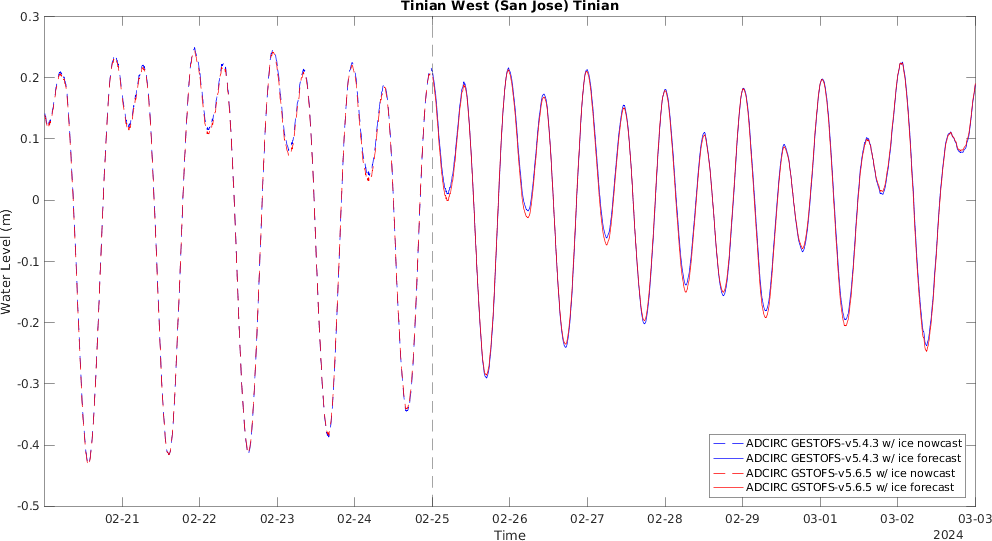 Tinian West (San Jose) Tinian
0.3
0.2
0.1
0
-0.1
-0.2
-0.3
-0.4
-0.5
Water Level (m)
ADCIRC GESTOFS-v5.4.3 w/ ice nowcast
ADCIRC GESTOFS-v5.4.3 w/ ice forecast
ADCIRC GSTOFS-v5.6.5 w/ ice nowcast
ADCIRC GSTOFS-v5.6.5 w/ ice forecast
02-21 02-22 02-23 02-24 02-25 02-26 02-27 02-28 02-29 03-01 03-02 03-03
Time
2024